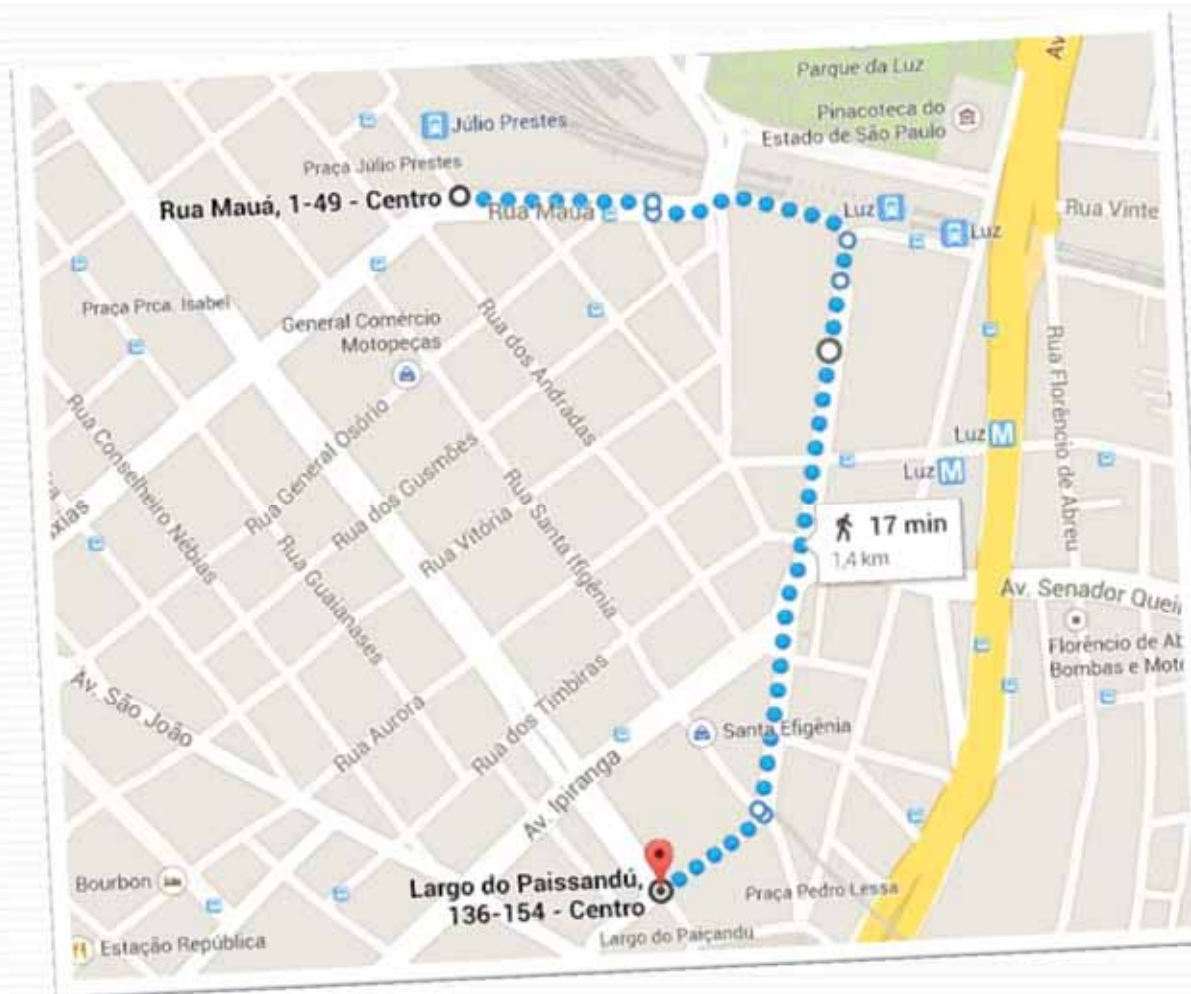 Av
Parque da Luz
Pinacoteca do
Estado de São Paulo
Júlio Prestes
Praça Júlio Prestes
Rua Mauá, 1-49 - Centro
Rua Mauá
Luz
Luz
Rua Vinte
Praça Prca. Isabel
General Comércio
Motopeças
Rua dos Andradas
Rua Florêncio de Abreu
Rua Conselheiro Nébias
Rua General Osório
Rua dos Gusmões
Rua Vitória
Rua Santa Ifigênia
Luz M
Luz M
xias
Rua Guaianases
17 min
1,4 km
Av. Senador Quei
Florêncio de Ab
Bombas e Moto
Av. São João
Rua Aurora
Rua dos Timbiras
Av. Ipiranga
Santa Efigênia
Bourbon
Largo do Paissandú,
136-154 - Centro
Praça Pedro Lessa
Largo do Paiçandu
Estação República